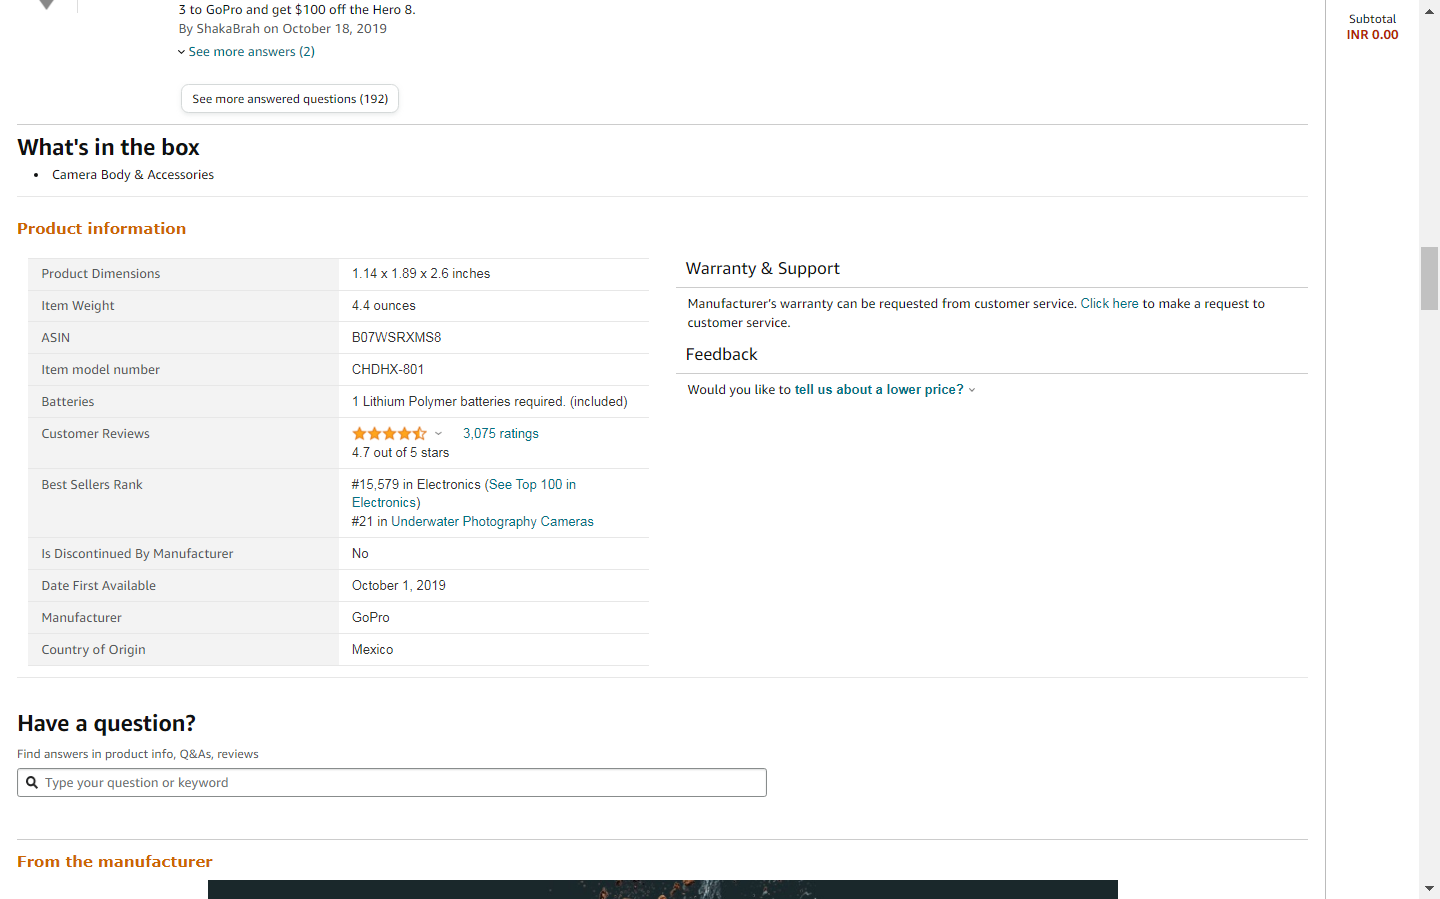 3 to GoPro and get $100 off the Hero 8.
By ShakaBrah on October 18, 2019
See more answers (2)
See more answered questions (192)
Subtotal
INR 0.00
What's in the box
• Camera Body & Accessories
Product information
Product Dimensions 1.14 x 1.89 x 2.6 inches
Item Weight 4.4 ounces
ASIN B07WSRXMS8
Item model number CHDHX-801
Batteries 1 Lithium Polymer batteries required. (included)
Customer Reviews 3,075 ratings
4.7 out of 5 stars
Best Sellers Rank #15,579 in Electronics (See Top 100 in
Electronics)
#21 in Underwater Photography Cameras
Is Discontinued By Manufacturer No
Date First Available October 1, 2019
Manufacturer GoPro
Country of Origin Mexico
Warranty & Support
Manufacturer's warranty can be requested from customer service. Click here to make a request to
customer service.
Feedback
Would you like to tell us about a lower price?
Have a question?
Find answers in product info, Q&As, reviews
Type your question or keyword
From the manufacturer